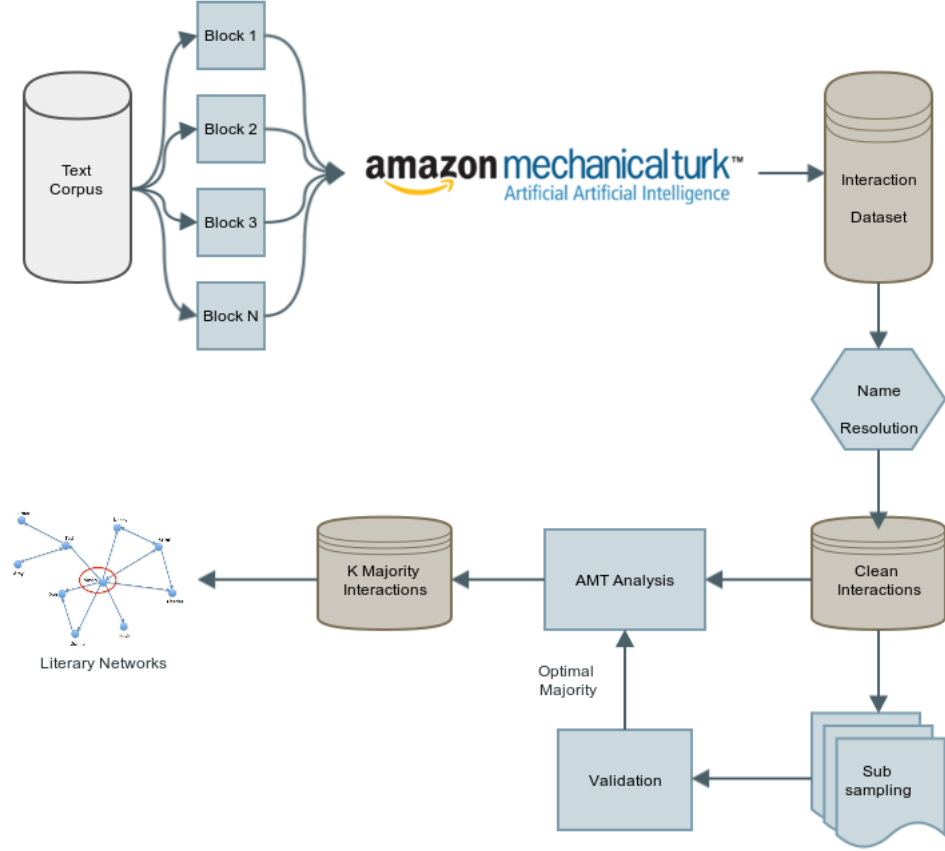 Block 1
Block 2
Block 3
Block N
Text
Corpus
amazon mechanicalturk™
Artificial Artificial Intelligence
Interaction
Dataset
Name
Resolution
Clean
Interactions
AMT Analysis
K Majority
Interactions
Literary Networks
Optimal
Majority
Validation
Sub
sampling